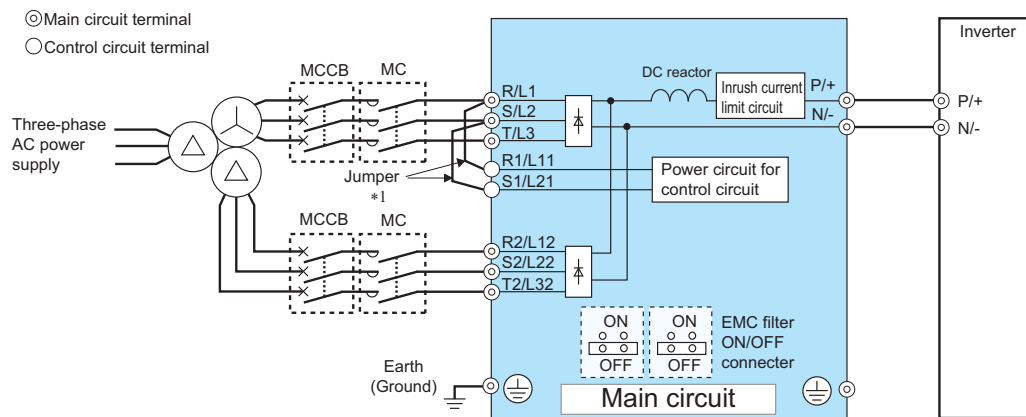 Main circuit terminal
Control circuit terminal
Inverter
MCCB
MC
R/L1
DC reactor
Inrush current
limit circuit
P/+
P/+
S/L2
N/-
N/-
Three-phase
AC power
supply
T/L3
Jumper
*1
R1/L11
S1/L21
Power circuit for
control circuit
MCCB
MC
R2/L12
S2/L22
T2/L32
ON
OFF
ON
OFF
EMC filter
ON/OFF
connecter
Earth
(Ground)
Main circuit